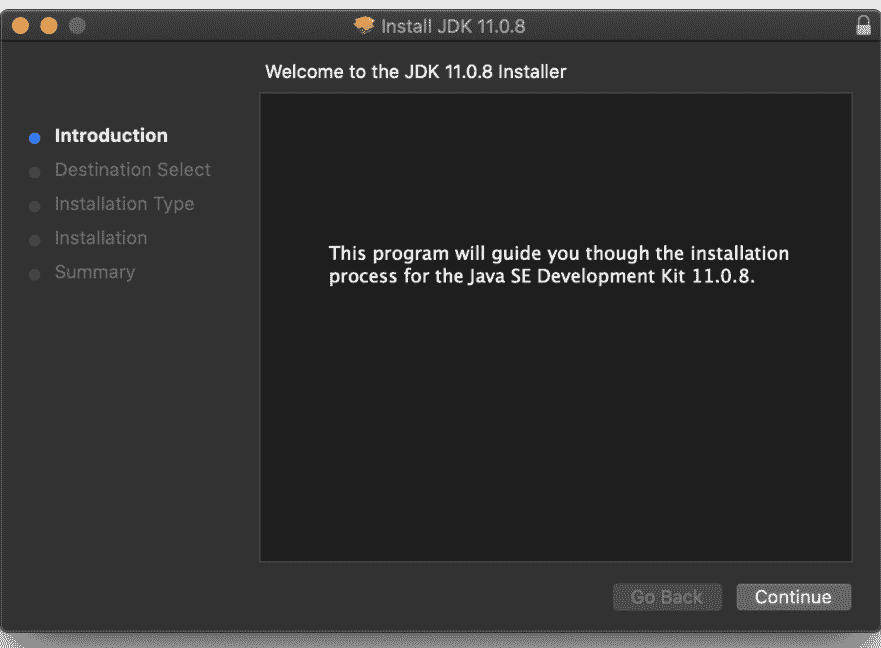 Install JDK 11.0.8
Welcome to the JDK 11.0.8 Installer
Introduction
Destination Select
Installation Type
Installation
Summary
This program will guide you though the installation
process for the Java SE Development Kit 11.0.8.
Go Back
Continue